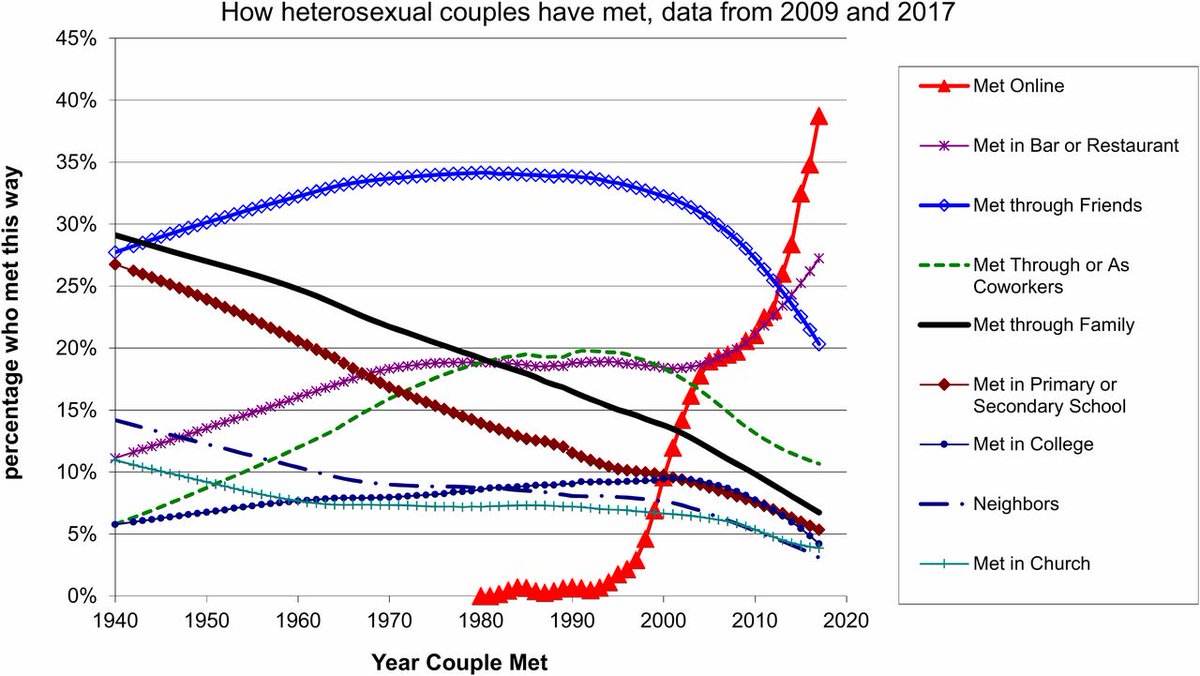 How heterosexual couples have met, data from 2009 and 2017
percentage who met this way
45%
40%
35%
30%
25%
20%
15%
10%
5%
0%
1940 1950 1960 1970 1980 1990 2000 2010 2020
Year Couple Met
Met Online
Met in Bar or Restaurant
Met through Friends
Met Through or As
Coworkers
Met through Family
Met in Primary or
Secondary School
Met in College
Neighbors
Met in Church